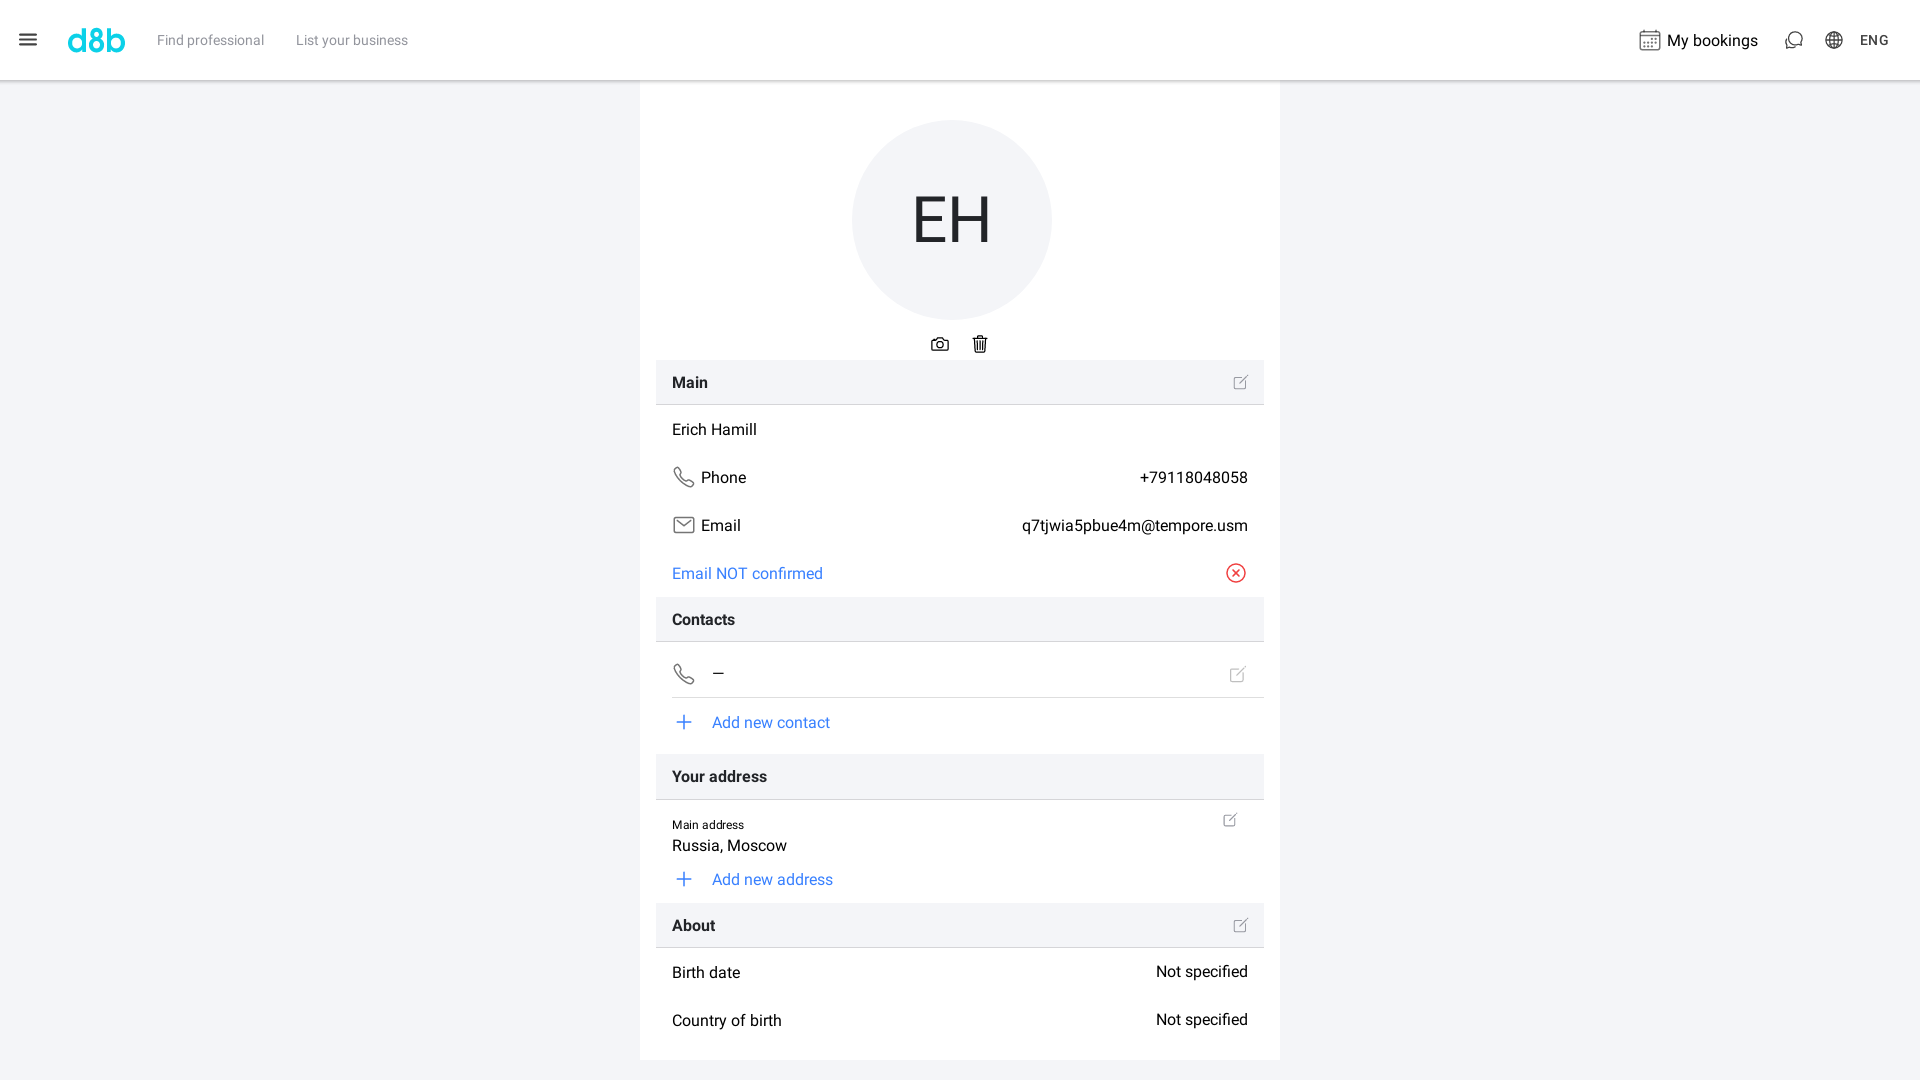 d8b
Find professional
List your business
My bookings
ENG
EH
Main
Erich Hamill
Phone
+79118048058
Email
q7tjwia5pbue4m@tempore.usm
Email NOT confirmed
Contacts
—
Add new contact
Your address
Main address
Russia, Moscow
Add new address
About
Birth date
Not specified
Country of birth
Not specified